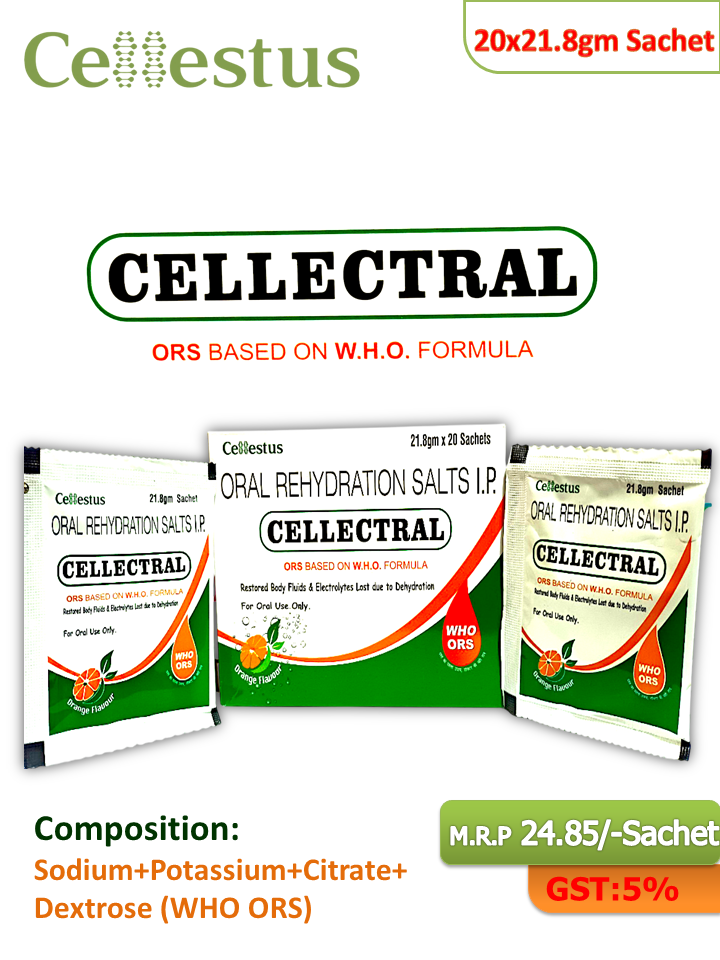 Cellestus
20x21.8gm Sachet
CELLECTRAL
ORS BASED ON W.H.O. FORMULA
Cellestus
21.8gm Sachet
ORAL REHYDRATION SALTS I.P.
CELLECTRAL
ORS BASED ON W.H.O. FORMULA
Restored Body Fluids & Electrolytes Lost due to Dehydration
For Oral Use Only.
WHO
ORS
Orange Flavour
Cellestus
21.8gm x 20 Sachets
ORAL REHYDRATION SALTS I.P.
CELLECTRAL
ORS BASED ON W.H.O. FORMULA
Restored Body Fluids & Electrolytes Lost due to Dehydration
For Oral Use Only.
WHO
ORS
Orange Flavour
Cellestus
21.8gm Sachet
ORAL REHYDRATION SALTS I.P.
CELLECTRAL
ORS BASED ON W.H.O. FORMULA
Restored Body Fluids & Electrolytes Lost due to Dehydration
For Oral Use Only.
WHO
ORS
Orange Flavour
Composition:
Sodium+Potassium+Citrate+
Dextrose (WHO ORS)
M.R.P 24.85/-Sachet
GST:5%